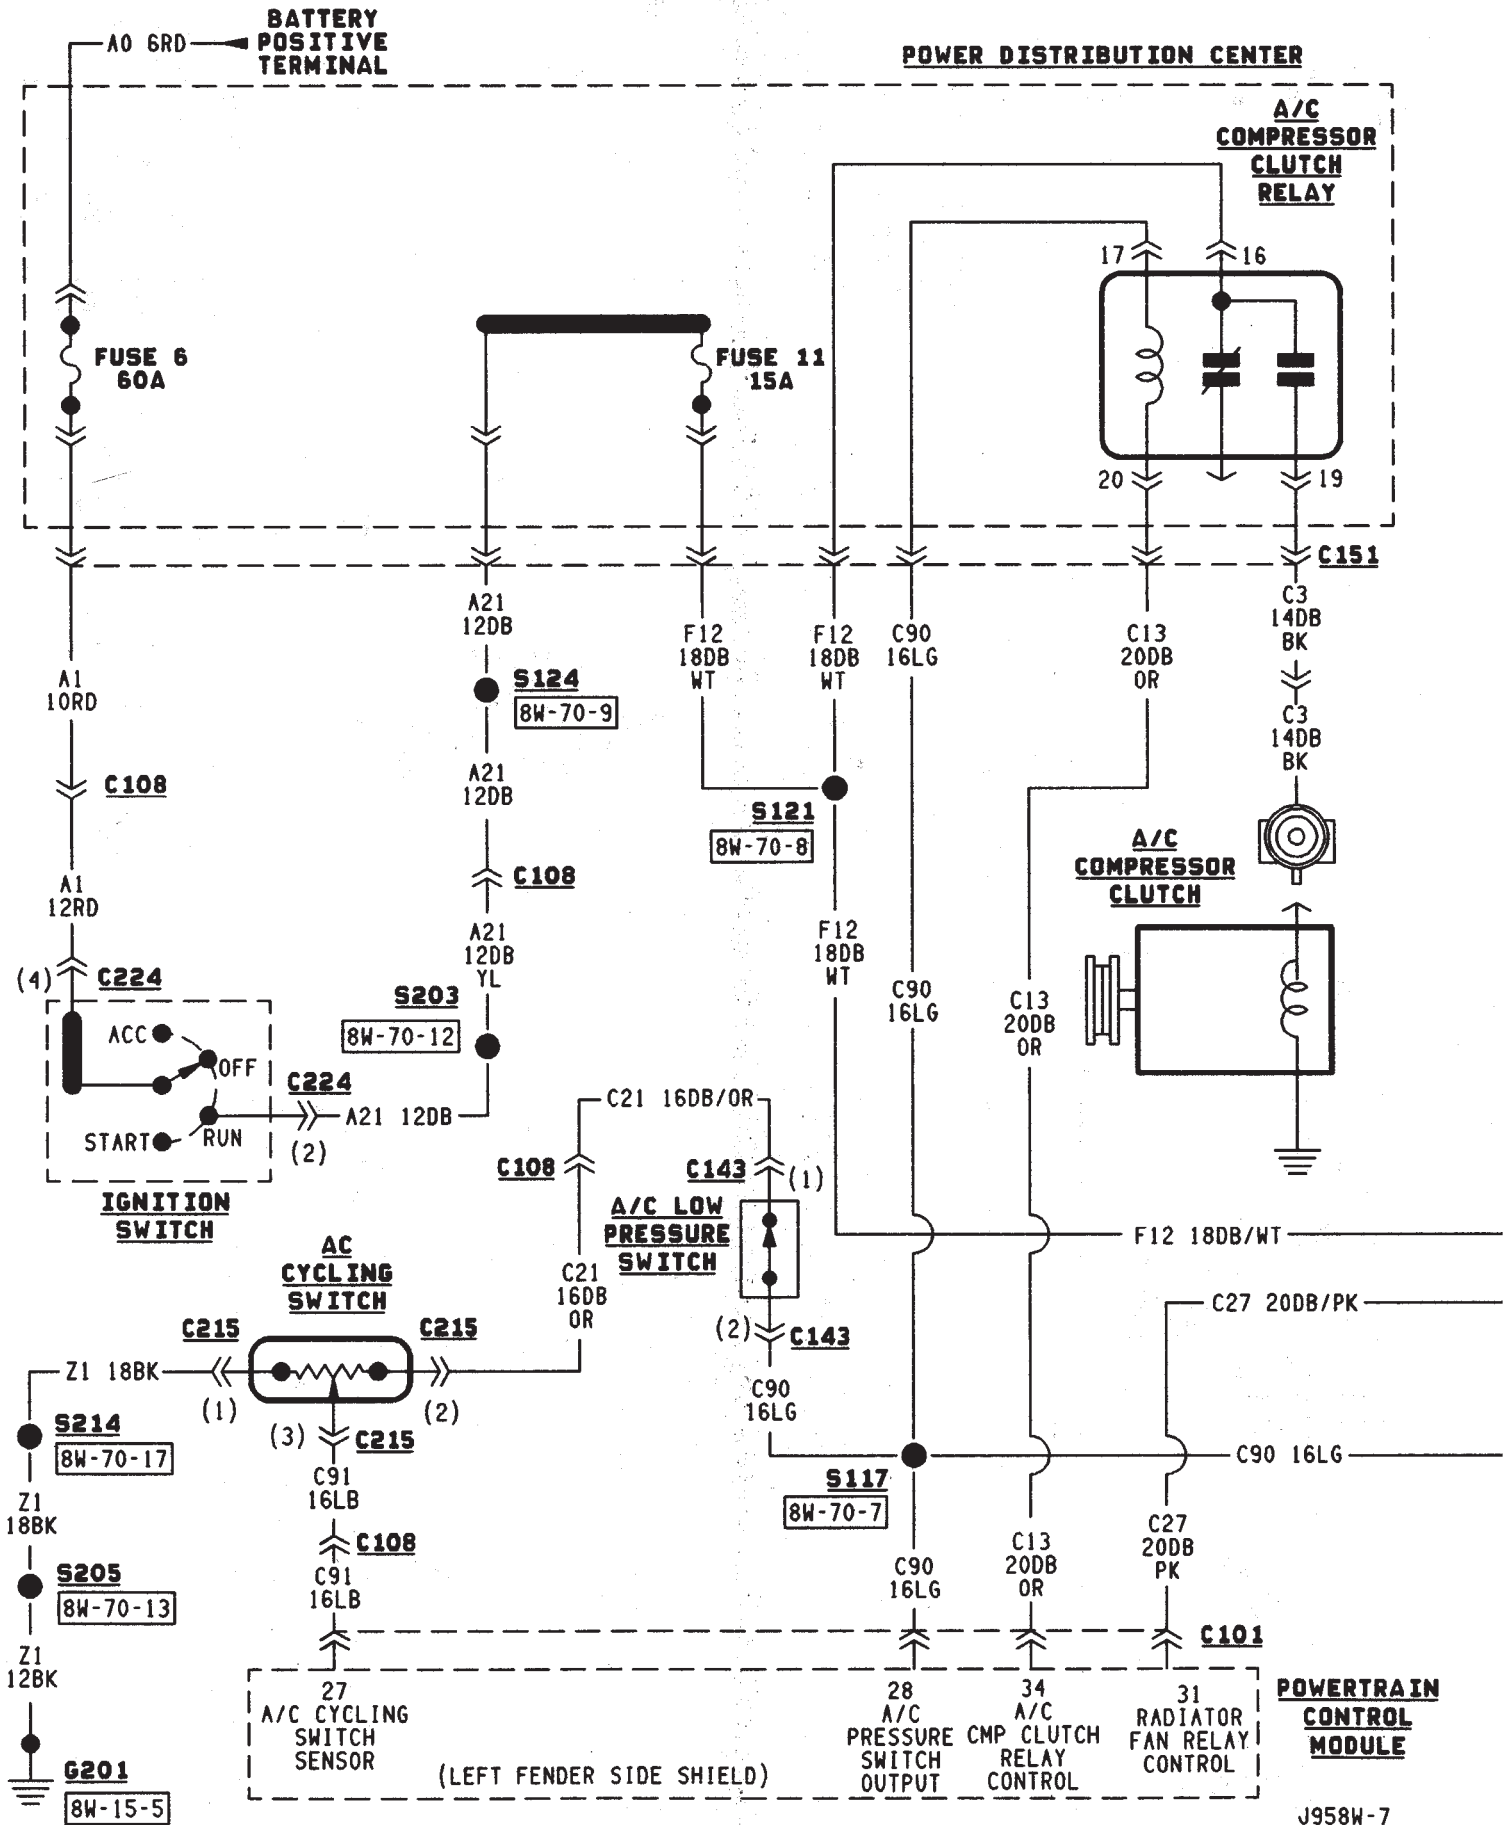 BATTERY
POSITIVE
TERMINAL
A0 6RD
POWER DISTRIBUTION CENTER
A/C
COMPRESSOR
CLUTCH
RELAY
17
16
FUSE 6
60A
FUSE 11
15A
20
19
C151
A21
12DB
F12
18DB
WT
F12
18DB
WT
C90
16LG
C13
20DB
OR
C3
14DB
BK
A1
10RD
S124
8W-70-9
C3
14DB
BK
C108
A21
12DB
S121
8W-70-8
A/C
COMPRESSOR
CLUTCH
A1
12RD
C108
A21
12DB
YL
F12
18DB
WT
(4)
C224
S203
8W-70-12
C90
16LG
C13
20DB
OR
ACC
OFF
RUN
START
C224
(2)
A21 12DB
IGNITION
SWITCH
C21 16DB/OR
C108
C143
(1)
A/C LOW
PRESSURE
SWITCH
F12 18DB/WT
AC
CYCLING
SWITCH
C21
16DB
OR
C27 20DB/PK
C215
C215
(2)
C143
Z1 18BK
(1)
(2)
C90
16LG
S214
8W-70-17
(3)
C215
C90 16LG
C91
16LB
S117
8W-70-7
Z1
18BK
C108
C91
16LB
C90
16LG
C13
20DB
OR
C27
20DB
PK
S205
8W-70-13
C101
Z1
12BK
27
A/C CYCLING
SWITCH
SENSOR
28
A/C
PRESSURE
SWITCH
OUTPUT
34
A/C
CMP CLUTCH
RELAY
CONTROL
31
RADIATOR
FAN RELAY
CONTROL
POWERTRAIN
CONTROL
MODULE
(LEFT FENDER SIDE SHIELD)
G201
8W-15-5
J958W-7